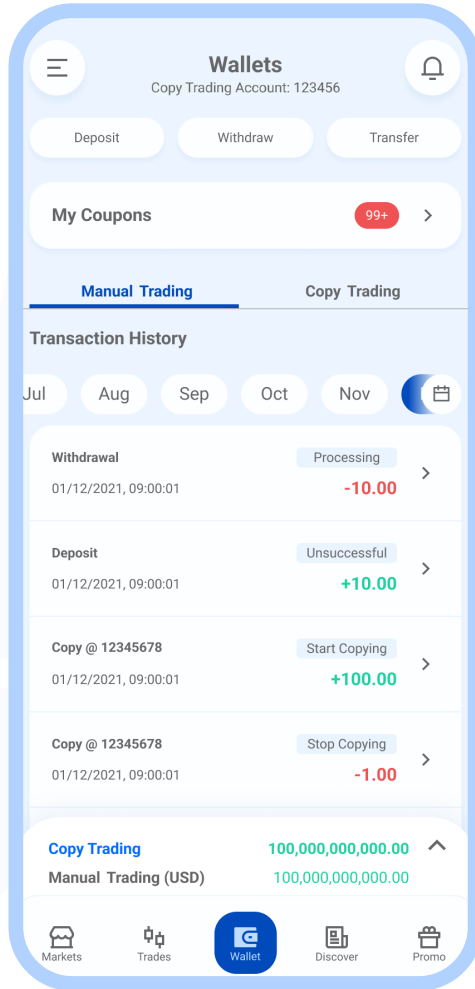 Wallets
Copy Trading Account: 123456
Deposit
Withdraw
Transfer
My Coupons
99+
Manual Trading
Copy Trading
Transaction History
Jul
Aug
Sep
Oct
Nov
Withdrawal
Processing
01/12/2021, 09:00:01
-10.00
Deposit
Unsuccessful
01/12/2021, 09:00:01
+10.00
Copy @ 12345678
Start Copying
01/12/2021, 09:00:01
+100.00
Copy @ 12345678
Stop Copying
01/12/2021, 09:00:01
-1.00
Copy Trading
100,000,000,000.00
Manual Trading (USD)
100,000,000,000.00
Markets
Trades
Wallet
Discover
Promo